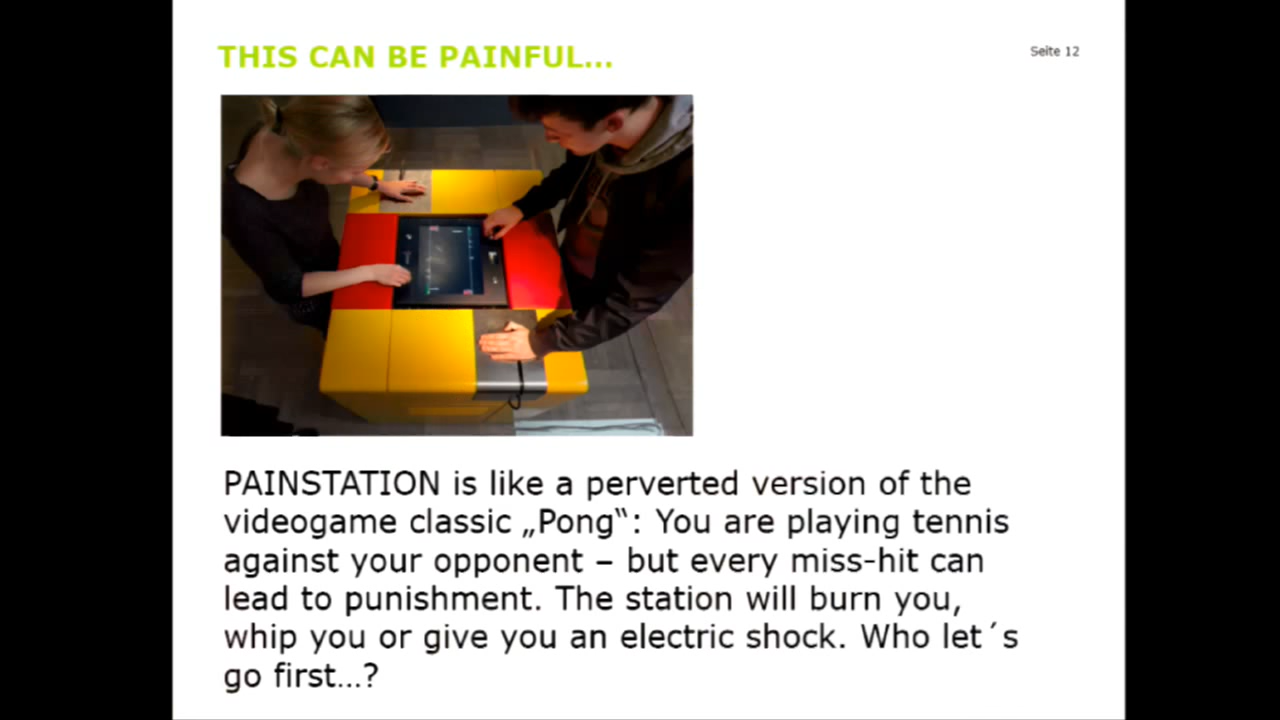 THIS CAN BE PAINFUL...
Seite 12
PAINSTATION is like a perverted version of the
videogame classic „Pong“: You are playing tennis
against your opponent – but every miss-hit can
lead to punishment. The station will burn you,
whip you or give you an electric shock. Who let´s
go first...?